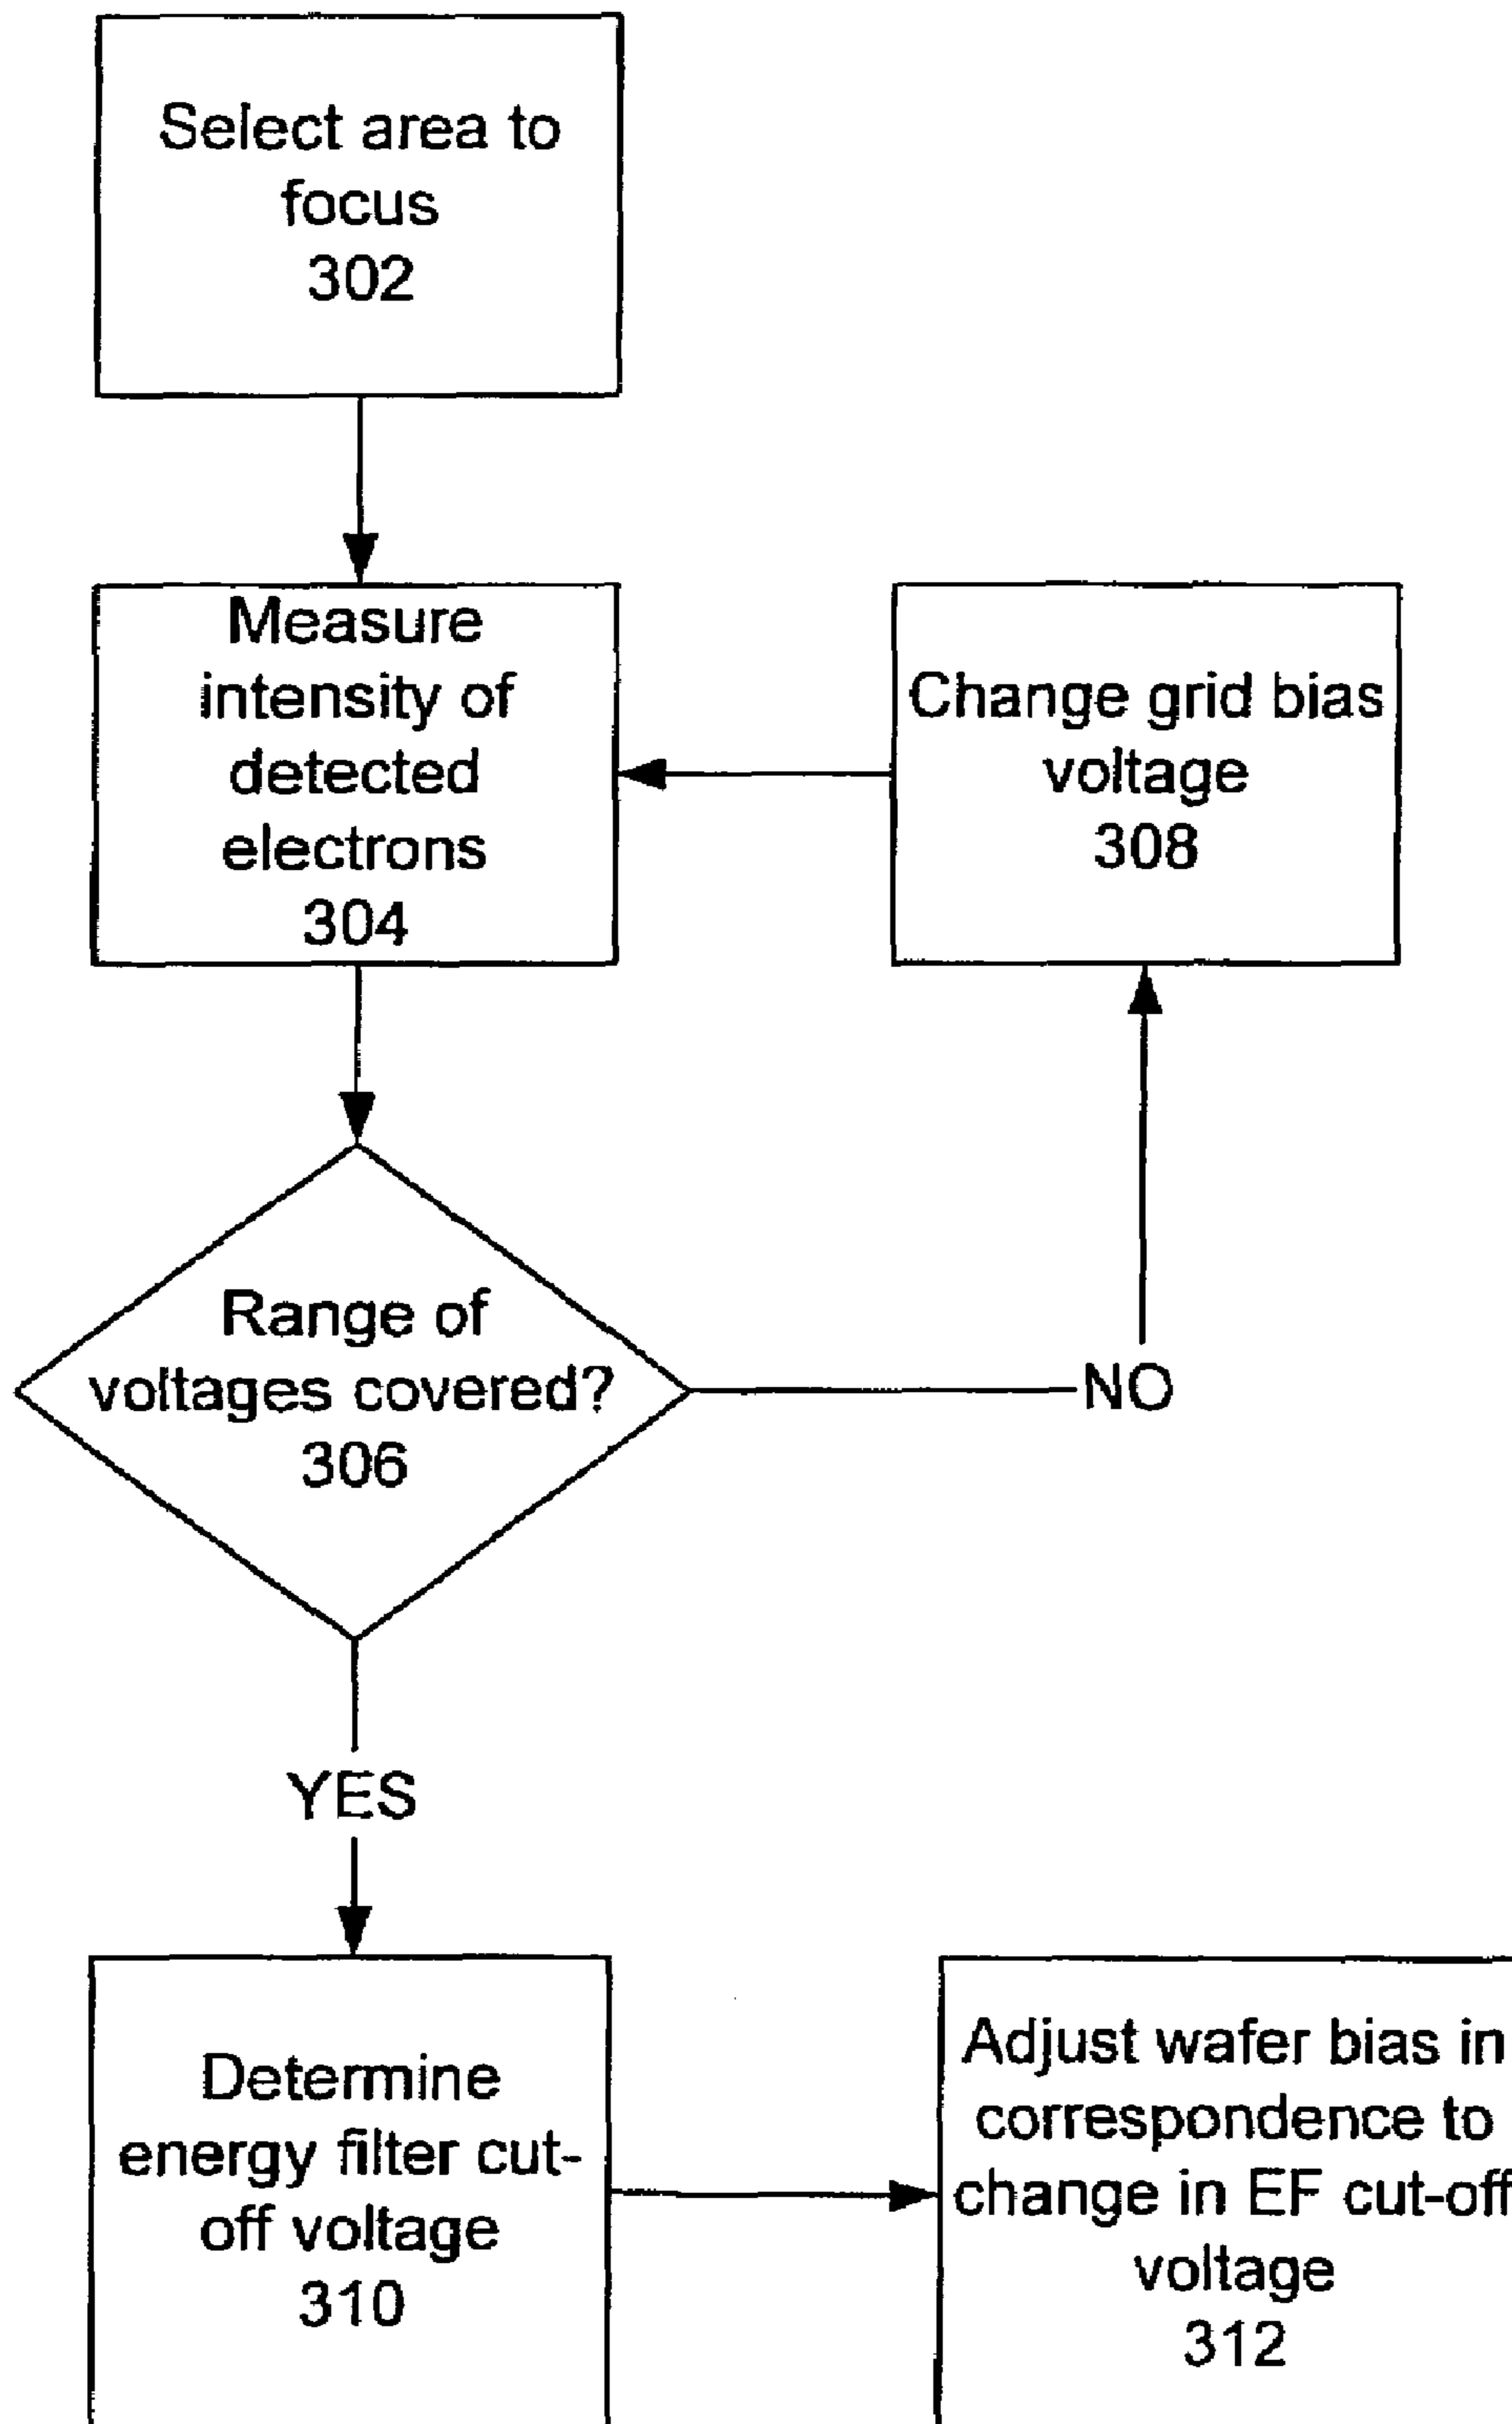 Select area to
focus
302
Measure
intensity of
detected
electrons
304
Change grid bias
voltage
308
Range of
voltages covered?
306
NO
YES
Determine
energy filter cut-
off voltage
310
Adjust wafer bias in
correspondence to
change in EF cut-off
voltage
312